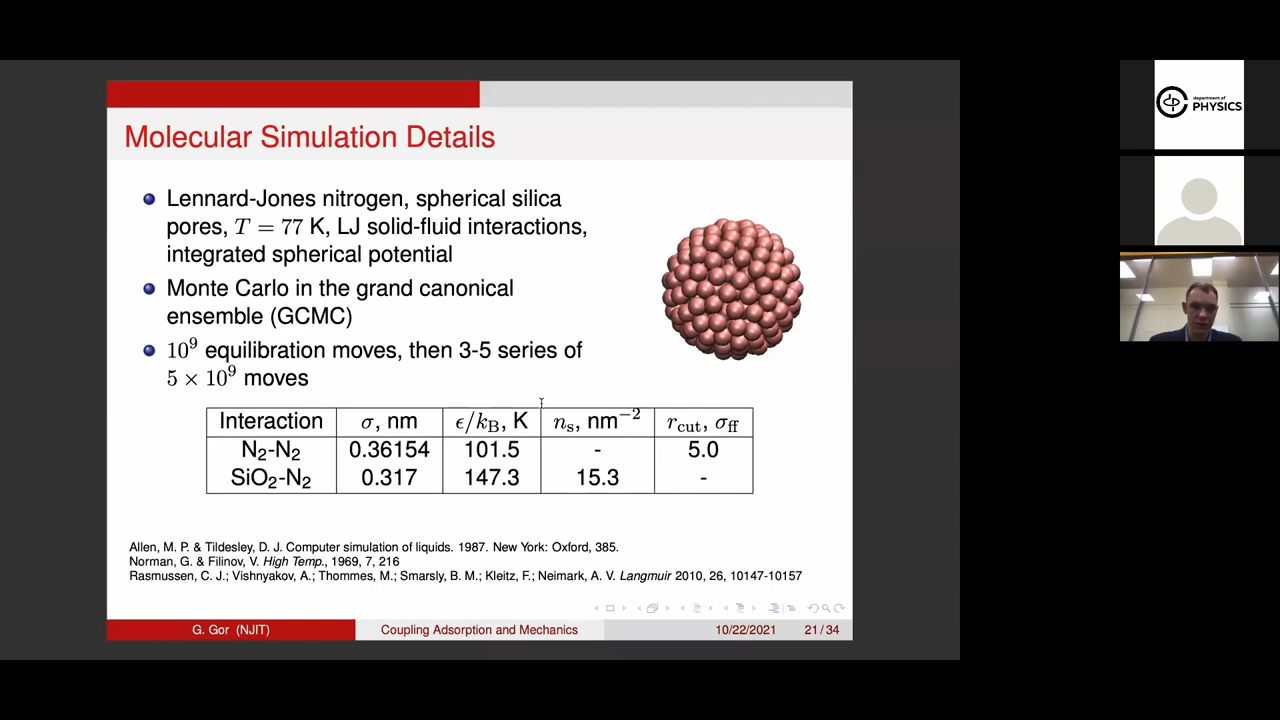 Molecular Simulation Details
Lennard-Jones nitrogen, spherical silica
pores, T = 77 K, LJ solid-fluid interactions,
integrated spherical potential
Monte Carlo in the grand canonical
ensemble (GCMC)
10⁹ equilibration moves, then 3-5 series of
5 × 10⁹ moves
Interaction σ, nm ϵ/k_B, K n_s, nm⁻² r_cut, σ_ff
N₂-N₂ 0.36154 101.5 - 5.0
SiO₂-N₂ 0.317 147.3 15.3 -
Allen, M. P. & Tildesley, D. J. Computer simulation of liquids. 1987. New York: Oxford, 385.
Norman, G. & Filinov, V. High Temp., 1969, 7, 216
Rasmussen, C. J.; Vishnyakov, A.; Thommes, M.; Smarsly, B. M.; Kleitz, F.; Neimark, A. V. Langmuir 2010, 26, 10147-10157
G. Gor (NJIT) Coupling Adsorption and Mechanics 10/22/2021 21/34
department of
PHYSICS